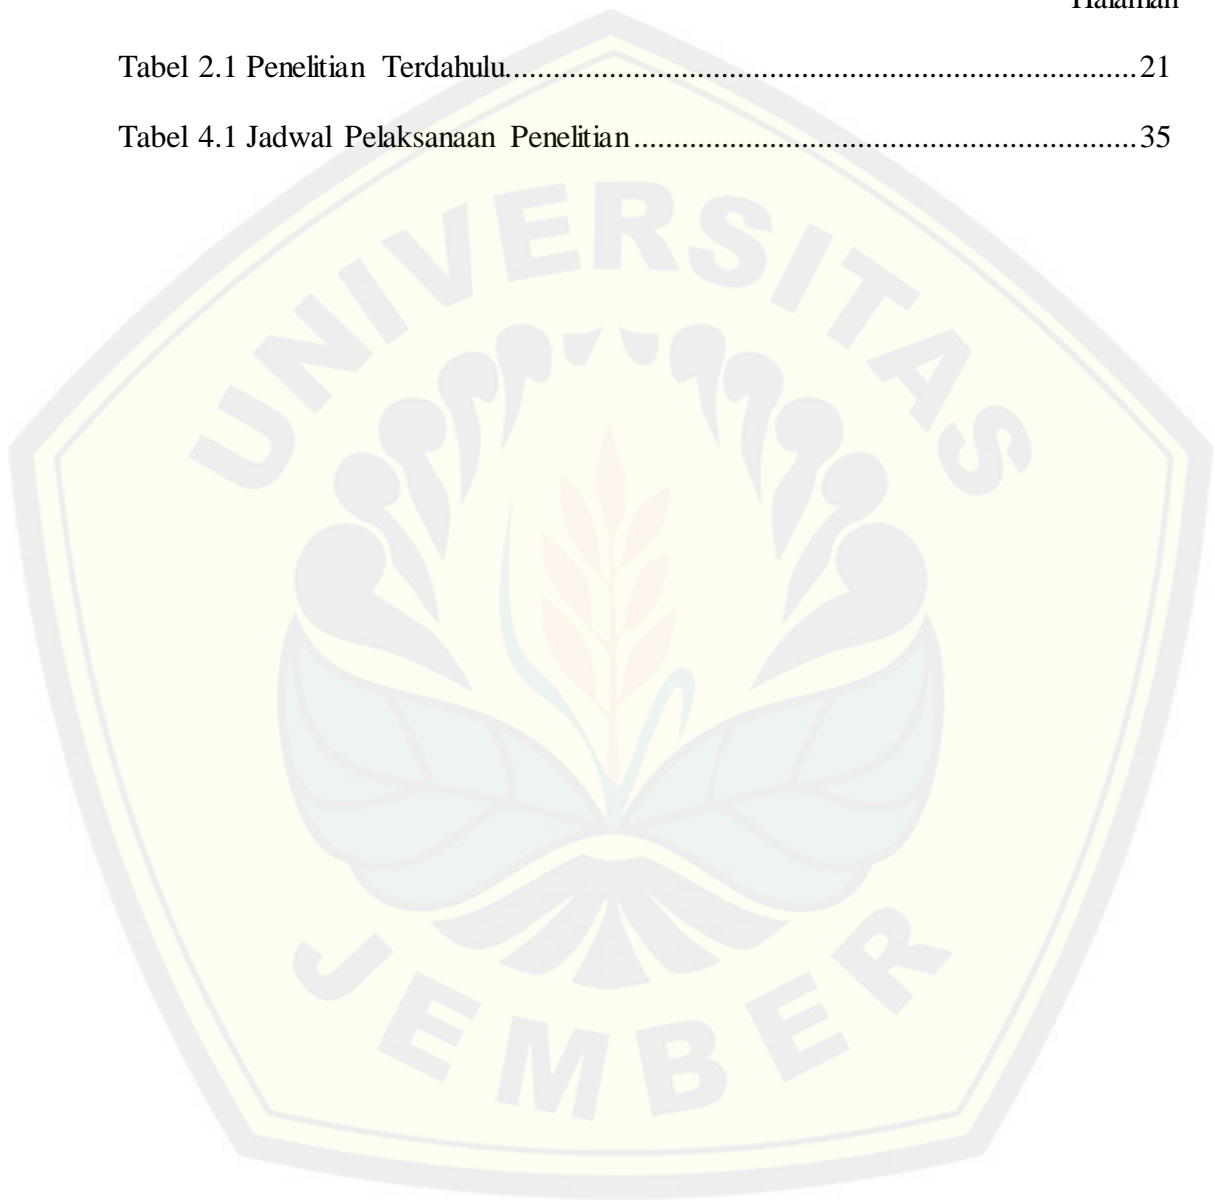 Halaman
Tabel 2.1 Penelitian Terdahulu................................................................................21
Tabel 4.1 Jadwal Pelaksanaan Penelitian................................................................35
UNIVERSITAS
JEMBER